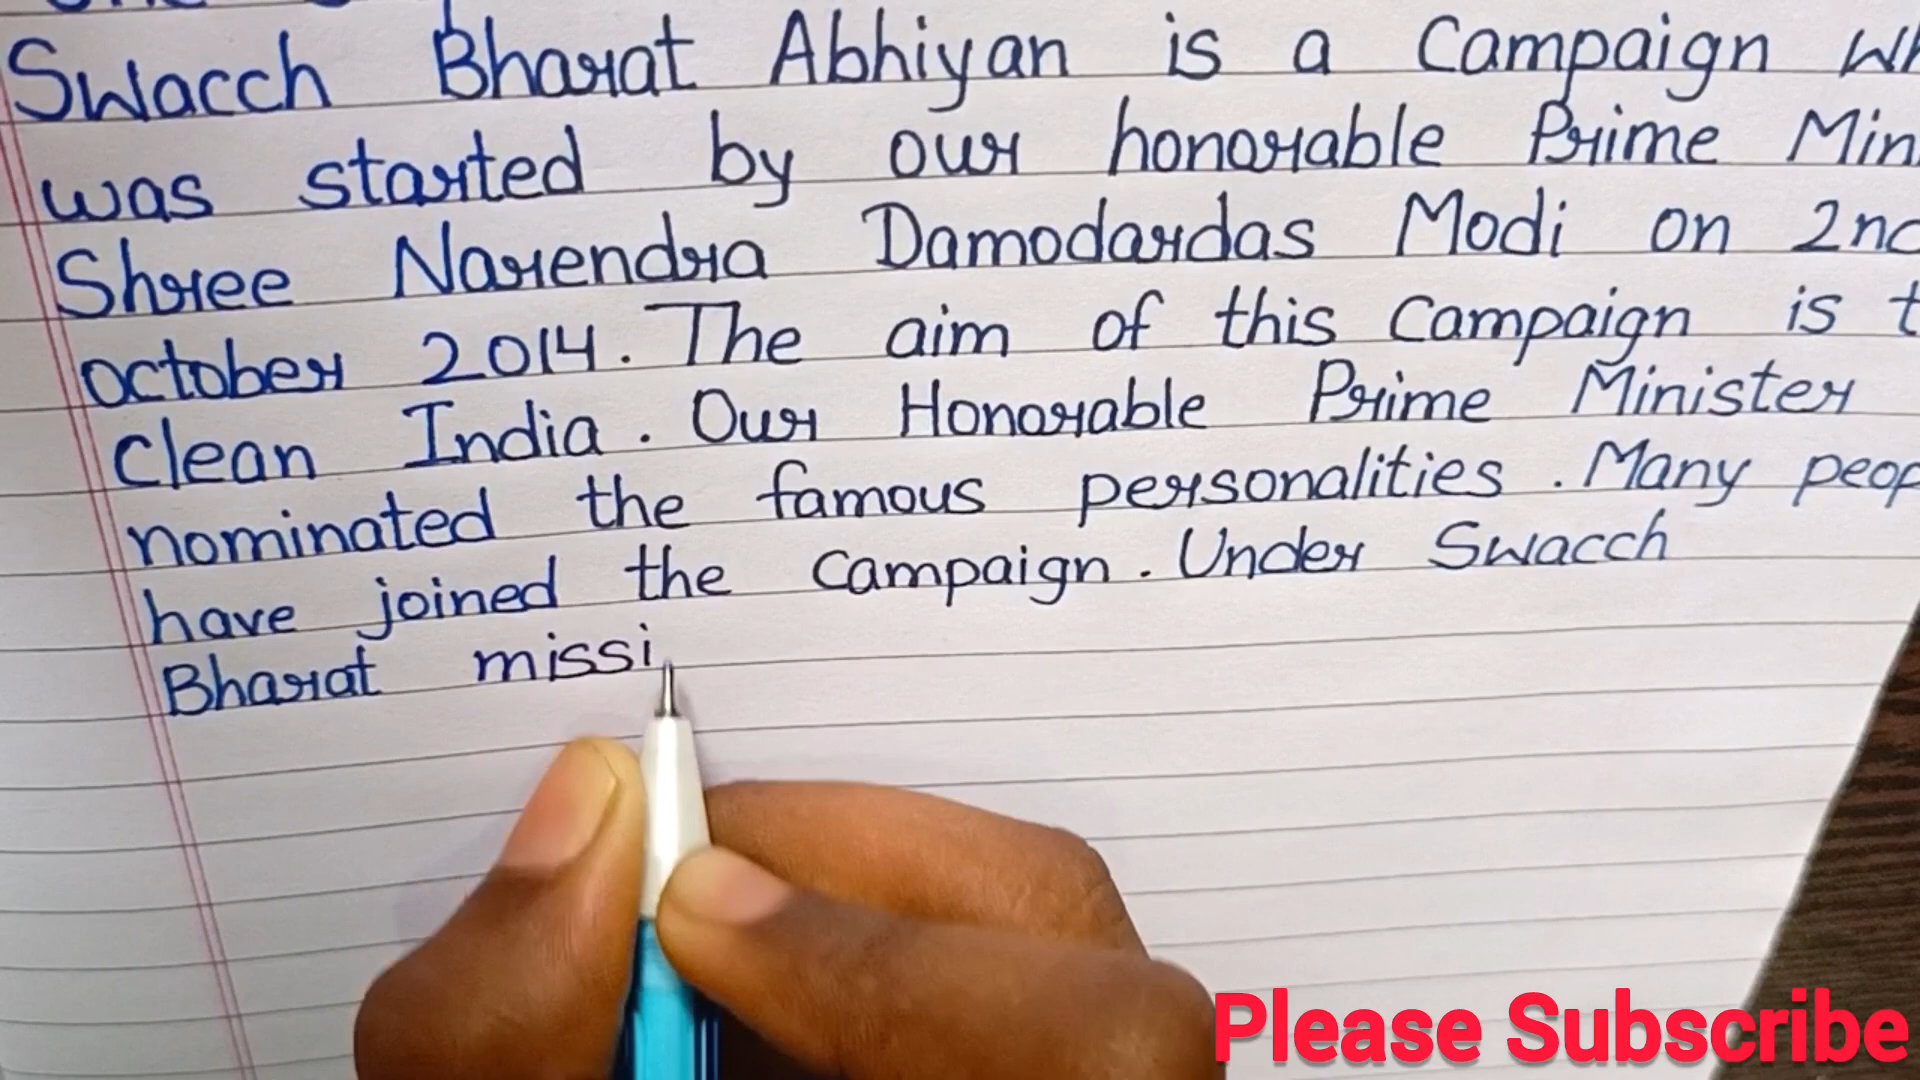 Swacch Bharat Abhiyan is a Campaign
was started by our honorable Prime
Shree Narendra Damodardas Modi on
october 2014. The aim of this Campaign is
clean India. Our Honorable Prime Minister
nominated the famous personalities. Many
have joined the campaign. Under Swacch
Bharat missi
Please Subscribe